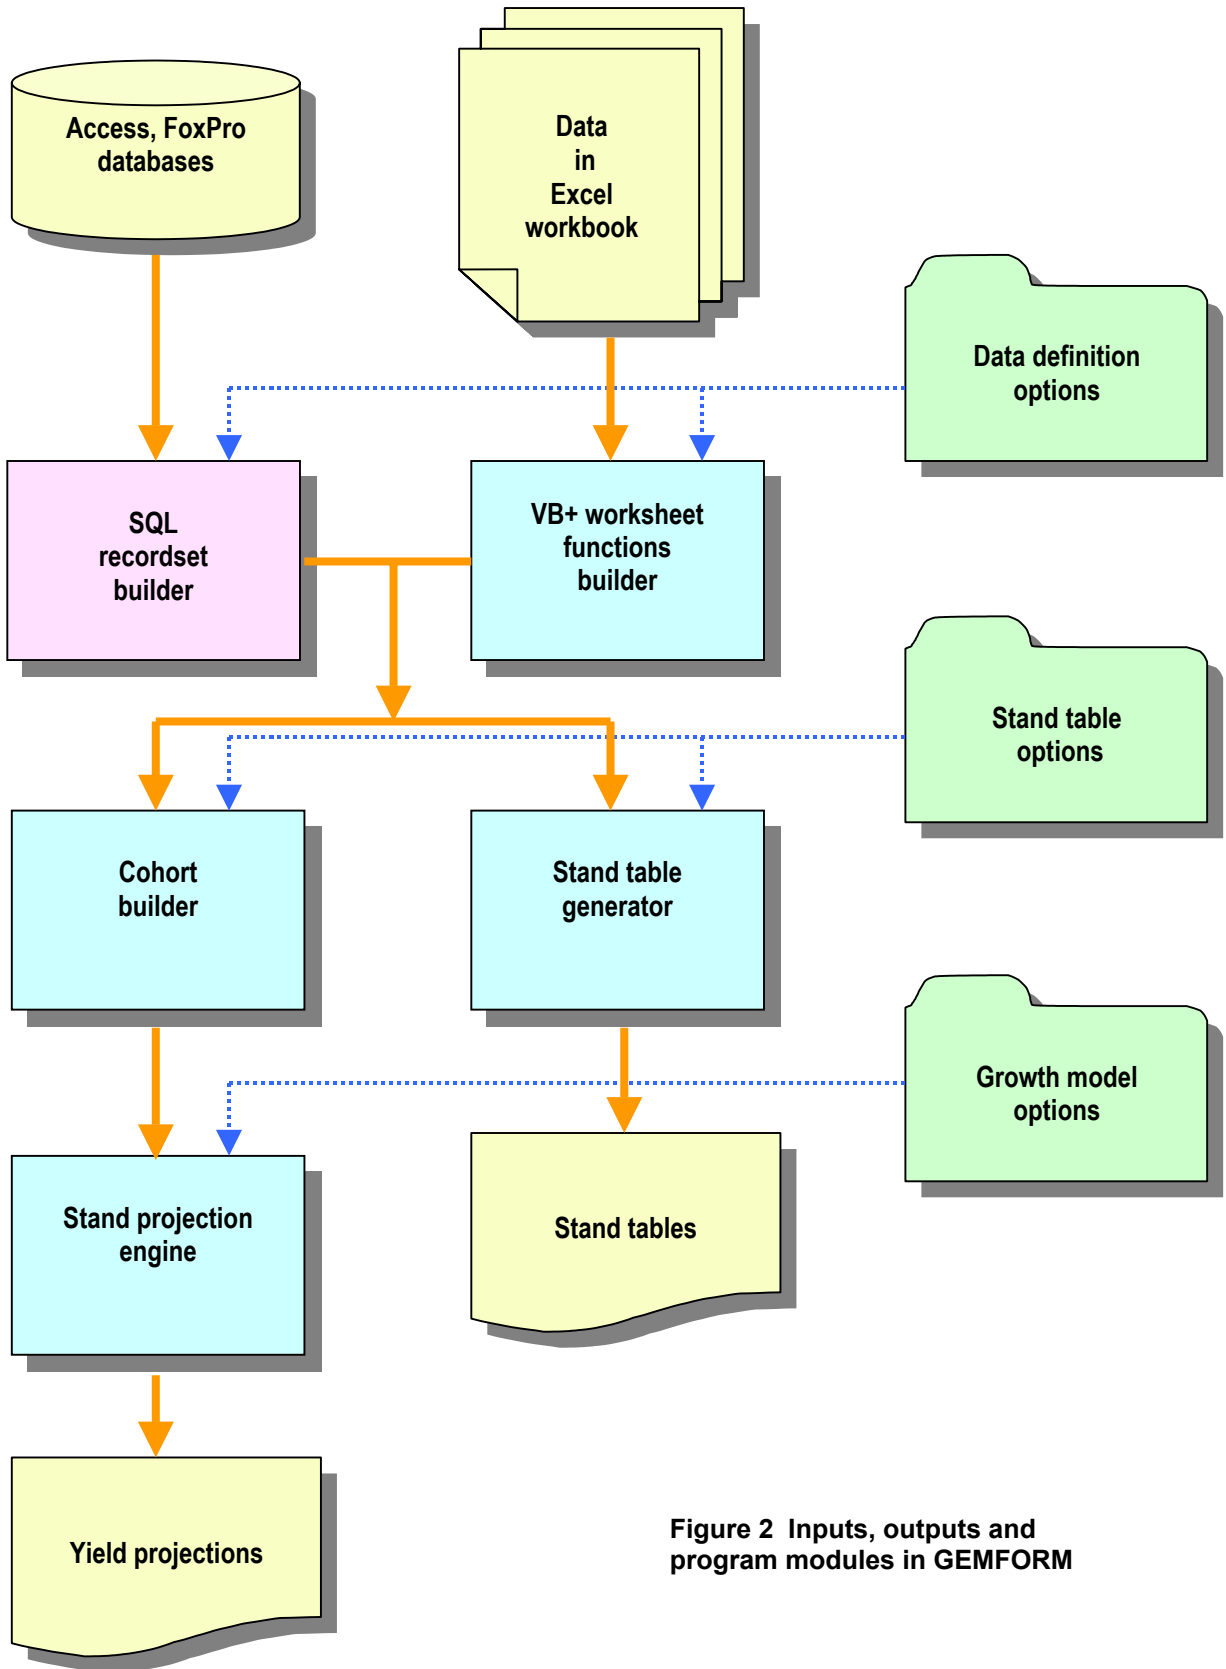 Access, FoxPro
databases
Data
in
Excel
workbook
Data definition
options
SQL
recordset
builder
VB+ worksheet
functions
builder
Stand table
options
Cohort
builder
Stand table
generator
Growth model
options
Stand projection
engine
Stand tables
Yield projections
Figure 2  Inputs, outputs and
program modules in GEMFORM